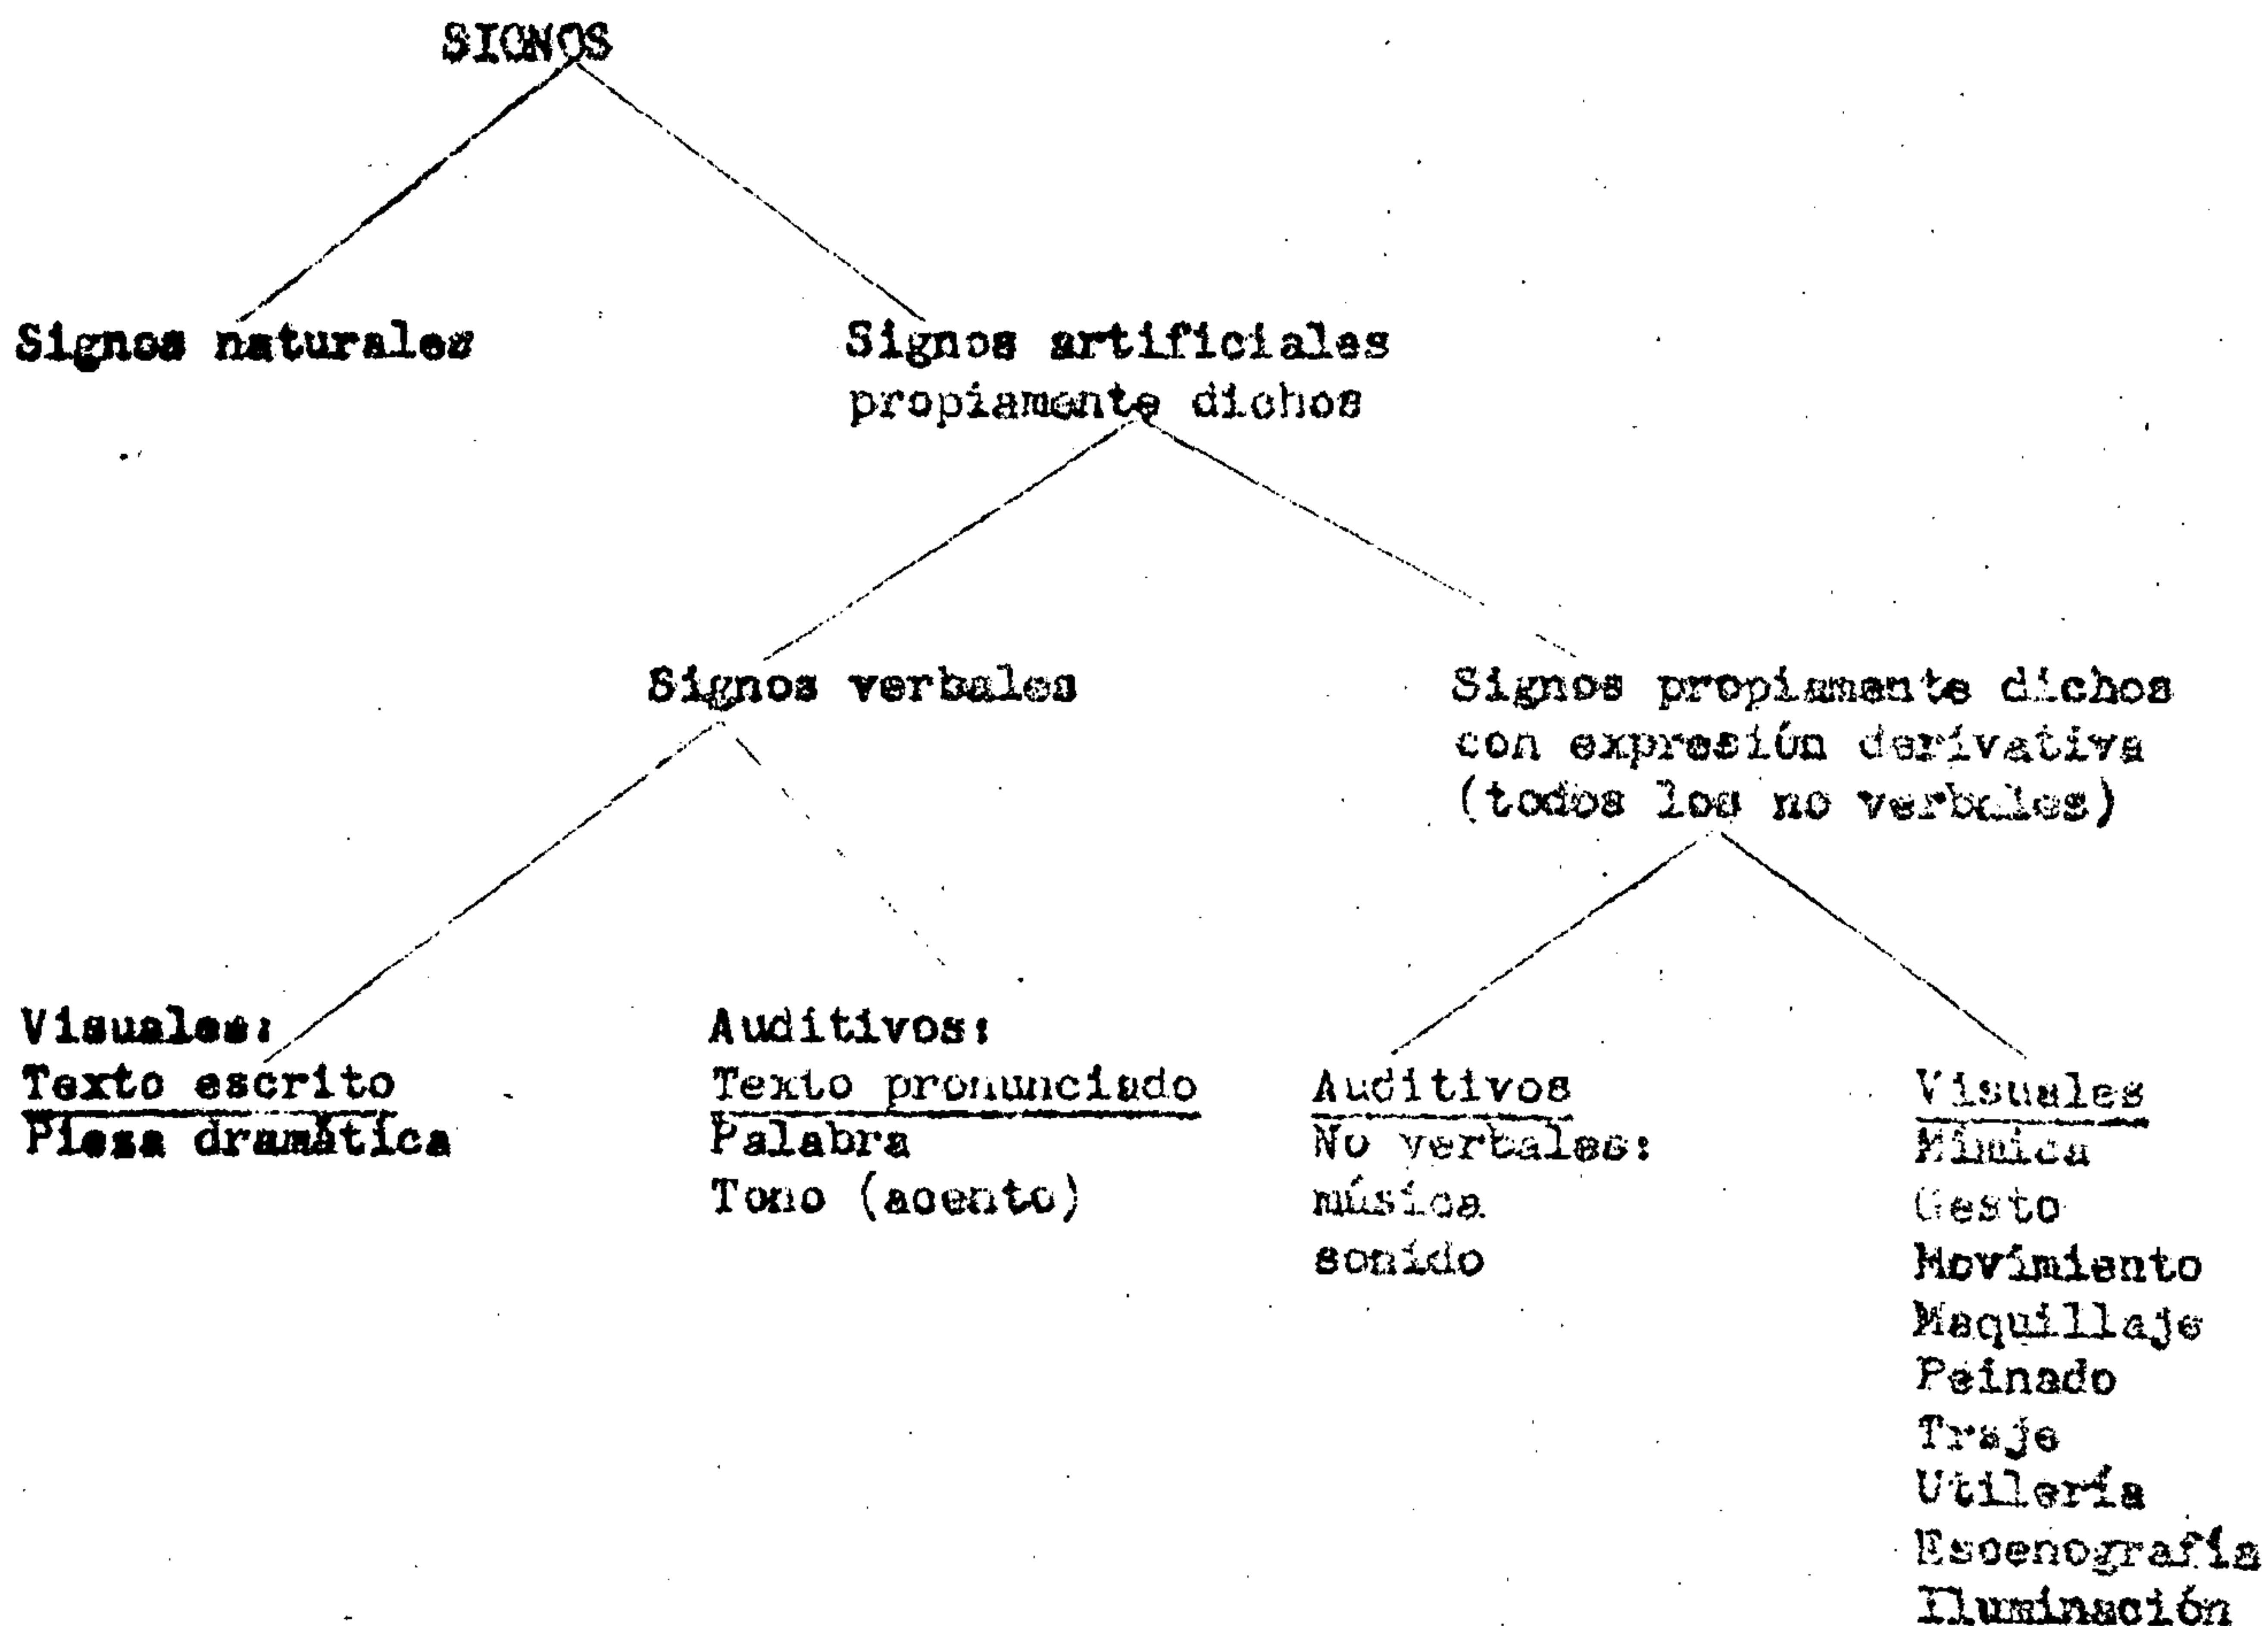 SIGNOS
Signos naturales
Signos artificiales
propiamente dichos
Signos verbales
Signos propiamente dichos
con expresión derivativa
(todos los no verbales)
Visuales:
Texto escrito
Pieza dramática
Auditivos:
Texto pronunciado
Palabra
Tono (acento)
Auditivos
No verbales:
música
sonido
Visuales
Mímica
Gesto
Movimiento
Maquillaje
Peinado
Traje
Utilería
Escenografía
Iluminación